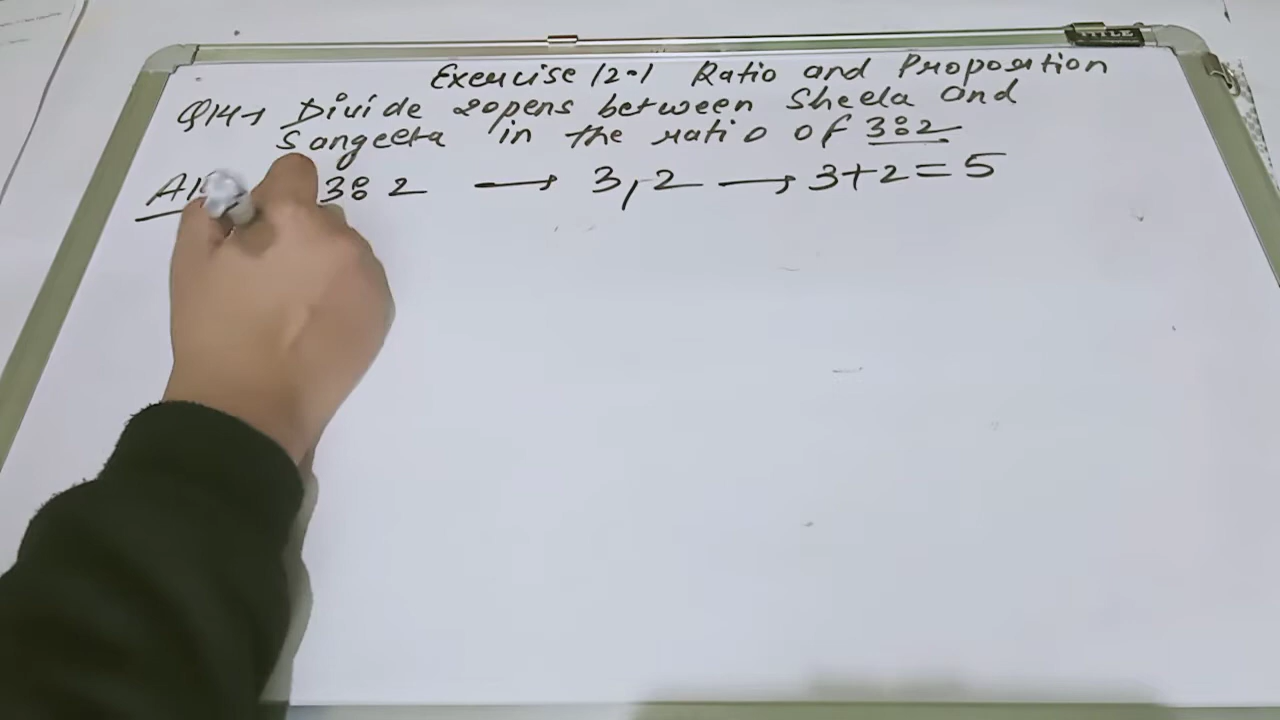 Exercise 12.1 Ratio and Proportion
Q14→ Divide 20pens between Sheela and
Sangeeta in the ratio of 3:2
3:2 → 3,2 → 3+2=5